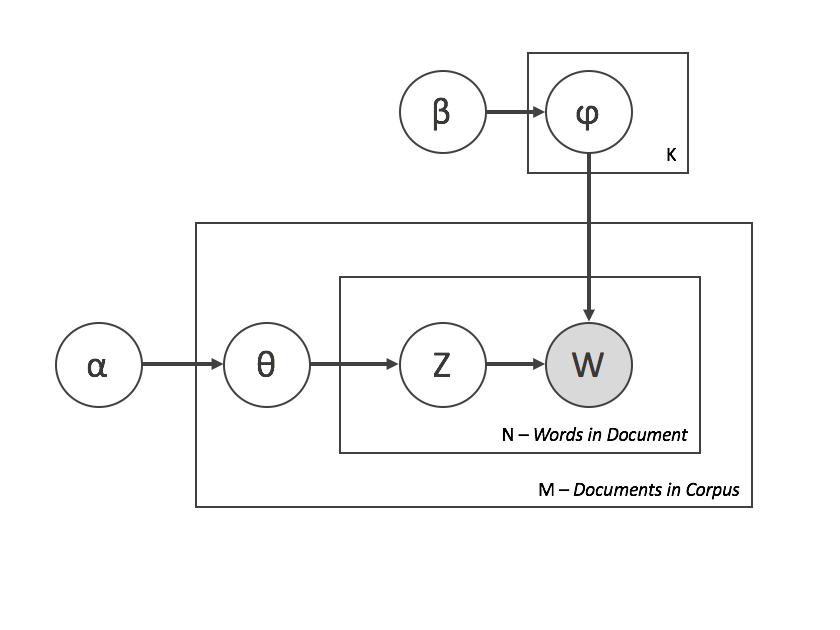 β
φ
K
α
θ
Z
W
N – Words in Document
M – Documents in Corpus